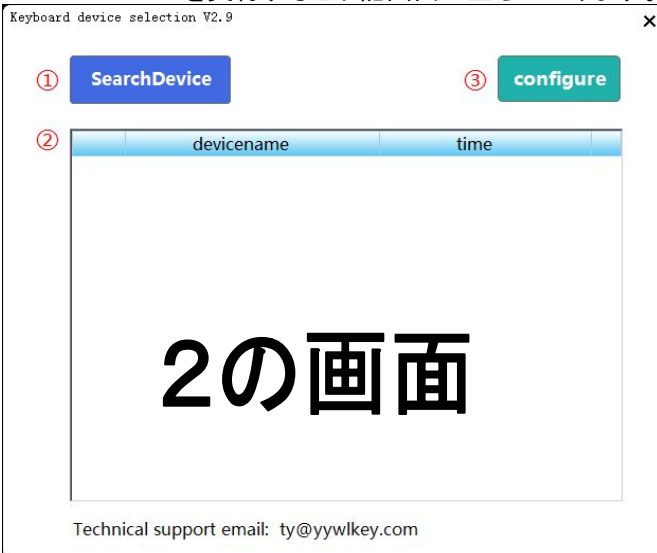 Keyboard device selection V2.9 ×
① SearchDevice ③ configure
② devicename time
2の画面
Technical support email: ty@yywlkey.com